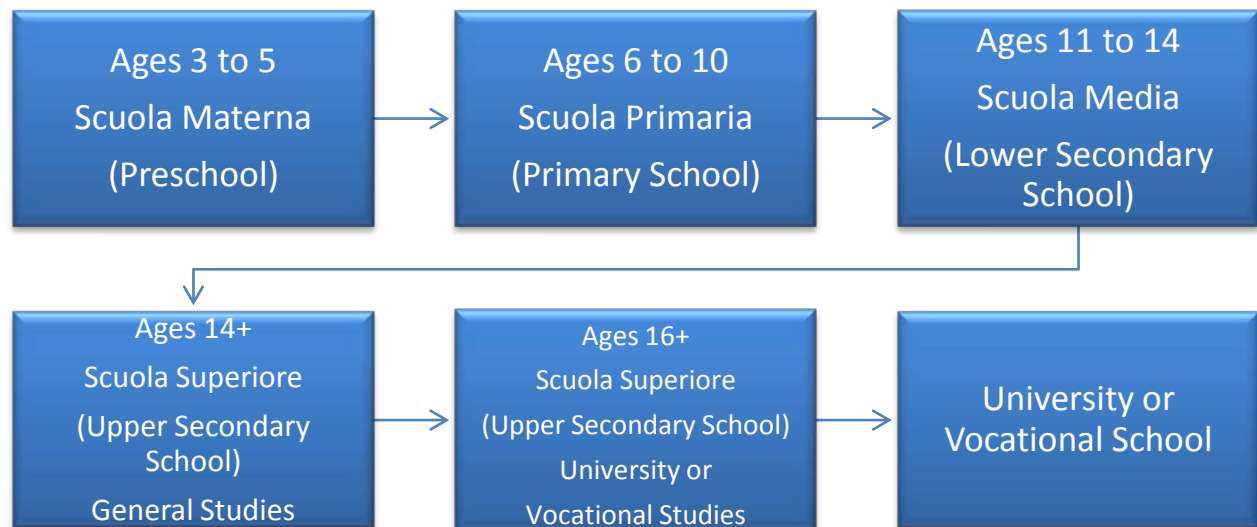 Ages 3 to 5
Scuola Materna
(Preschool)
Ages 6 to 10
Scuola Primaria
(Primary School)
Ages 11 to 14
Scuola Media
(Lower Secondary
School)
Ages 14+
Scuola Superiore
(Upper Secondary
School)
General Studies
Ages 16+
Scuola Superiore
(Upper Secondary School)
University or
Vocational Studies
University or
Vocational School